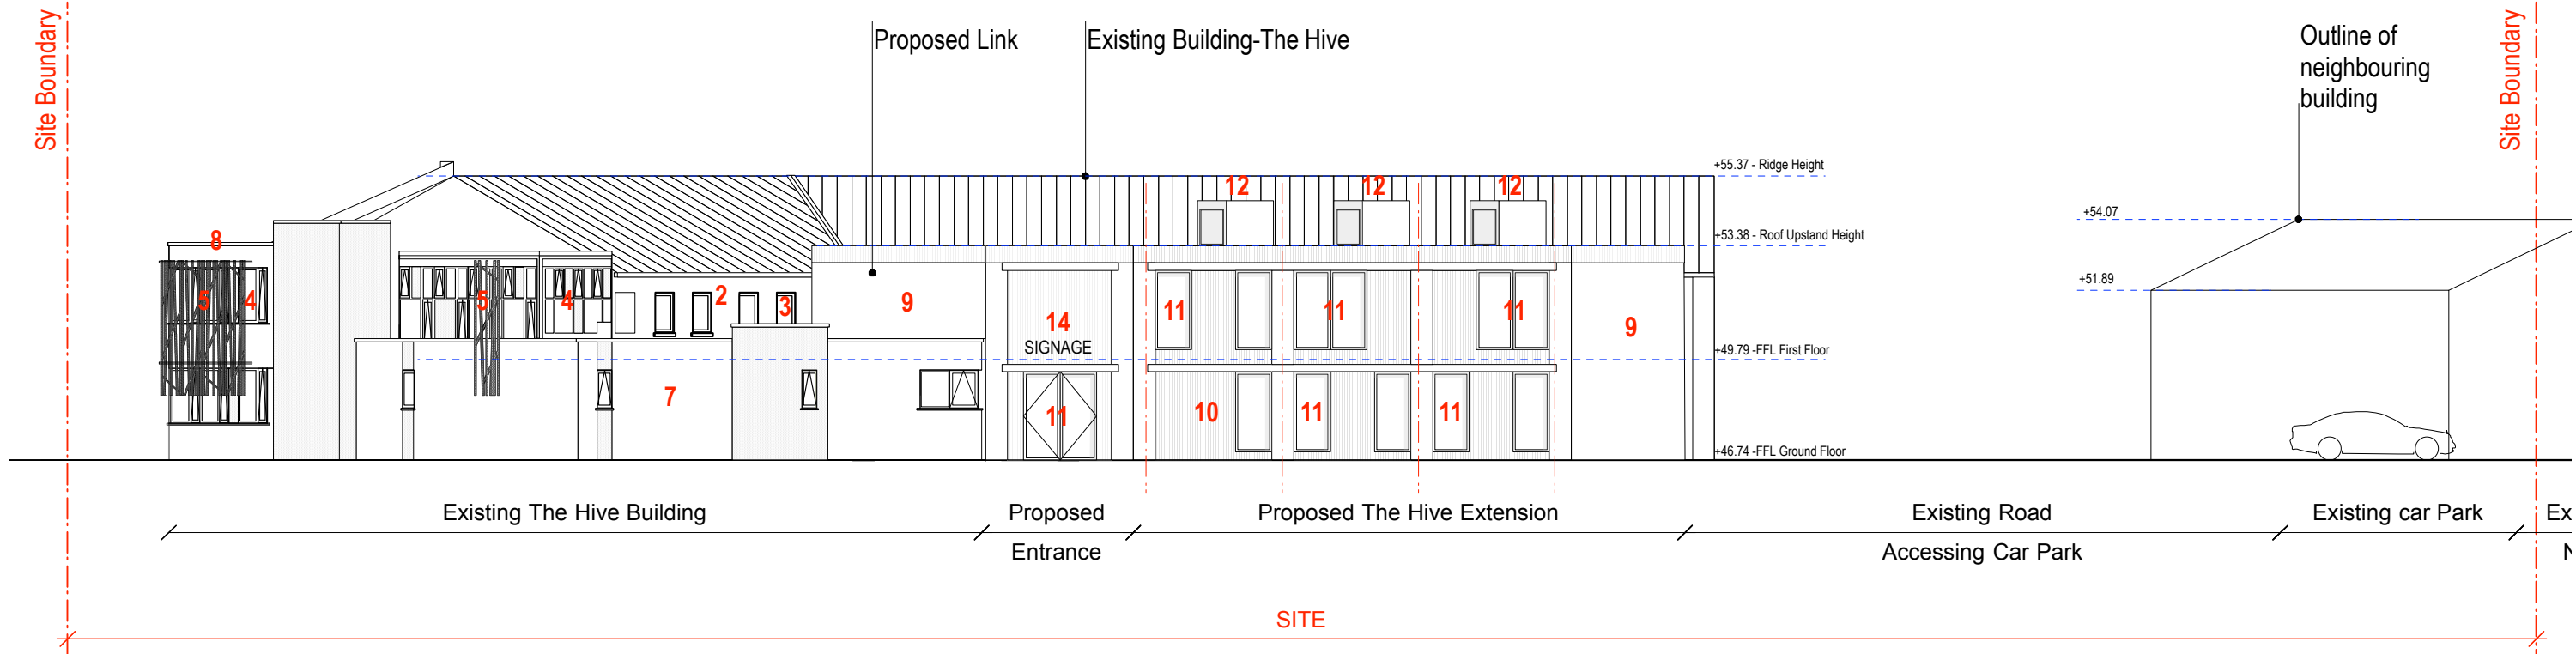 Site Boundary
Proposed Link
Existing Building-The Hive
Outline of
neighbouring
building
Site Boundary
+55.37 - Ridge Height
12
12
12
+54.07
8
+53.38 - Roof Upstand Height
+51.89
5
4
5
4
2
3
9
11
11
11
9
14
SIGNAGE
+49.79 -FFL First Floor
7
11
10
11
11
+46.74 -FFL Ground Floor
Existing The Hive Building
Proposed
Entrance
Proposed The Hive Extension
Existing Road
Accessing Car Park
Existing car Park
Ex
N
SITE